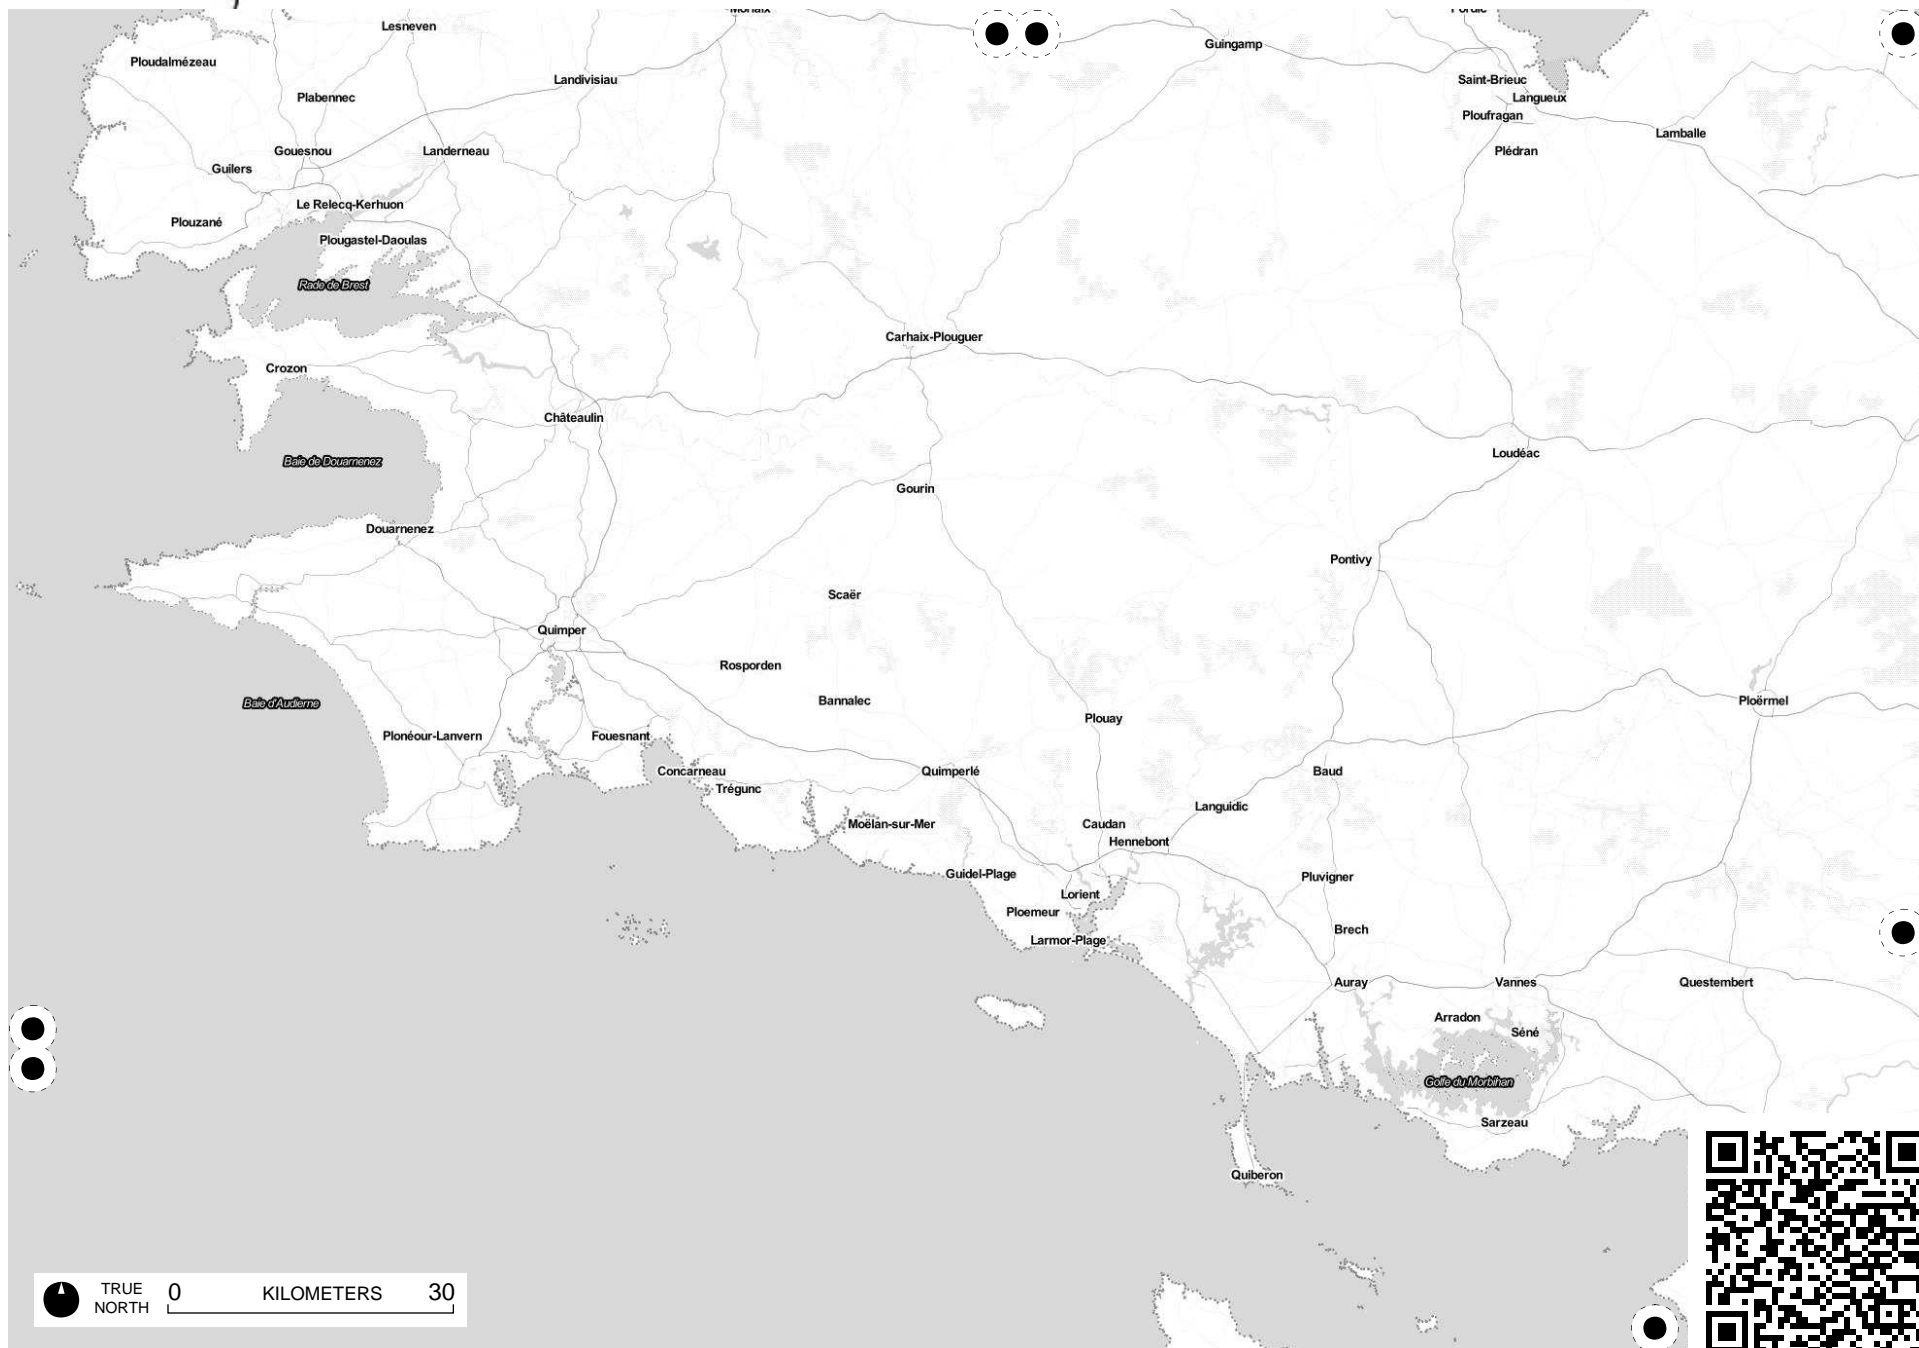 Morlaix
Pordic
Lesneven
Guingamp
Ploudalmézeau
Landivisiau
Saint-Brieuc
Plabennec
Langueux
Ploufragan
Lamballe
Gouesnou
Landerneau
Plédran
Guilers
Le Relecq-Kerhuon
Plouzané
Plougastel-Daoulas
Rade de Brest
Carhaix-Plouguer
Crozon
Châteaulin
Loudéac
Baie de Douarnenez
Gourin
Douarnenez
Pontivy
Scaër
Quimper
Rosporden
Baie d'Audierne
Bannalec
Ploërmel
Plouay
Plonéour-Lanvern
Fouesnant
Concarneau
Quimperlé
Baud
Trégunc
Languidic
Moëlan-sur-Mer
Caudan
Hennebont
Guidel-Plage
Pluvigner
Lorient
Ploemeur
Brech
Larmor-Plage
Auray
Vannes
Questembert
Arradon
Séné
Golfe du Morbihan
Sarzeau
Quiberon
TRUE
NORTH
0 KILOMETERS 30